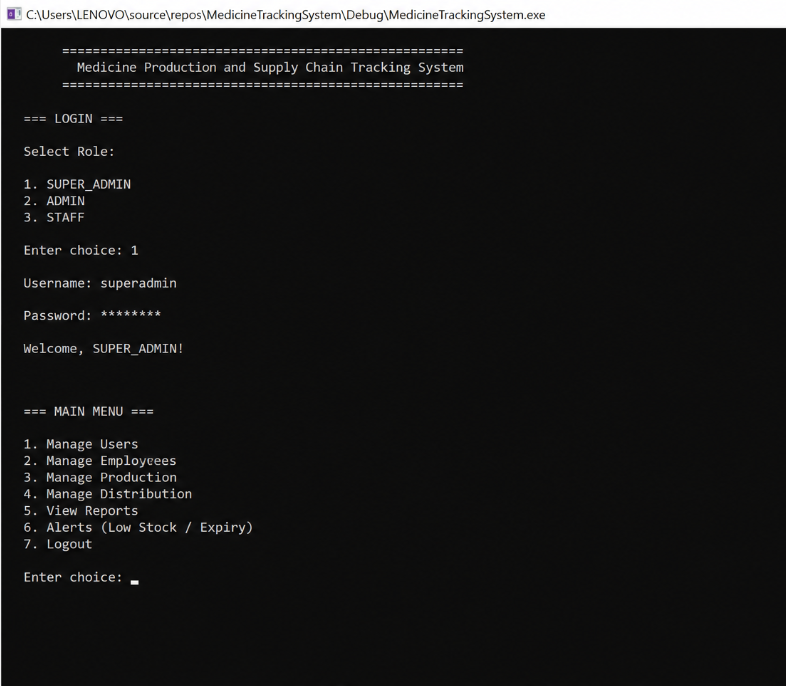 C:\Users\LENOVO\source\repos\MedicineTrackingSystem\Debug\MedicineTrackingSystem.exe
====================================================
Medicine Production and Supply Chain Tracking System
====================================================
=== LOGIN ===
Select Role:
1. SUPER_ADMIN
2. ADMIN
3. STAFF
Enter choice: 1
Username: superadmin
Password: ********
Welcome, SUPER_ADMIN!
=== MAIN MENU ===
1. Manage Users
2. Manage Employeees
3. Manage Production
4. Manage Distribution
5. View Reports
6. Alerts (Low Stock / Expiry)
7. Logout
Enter choice: